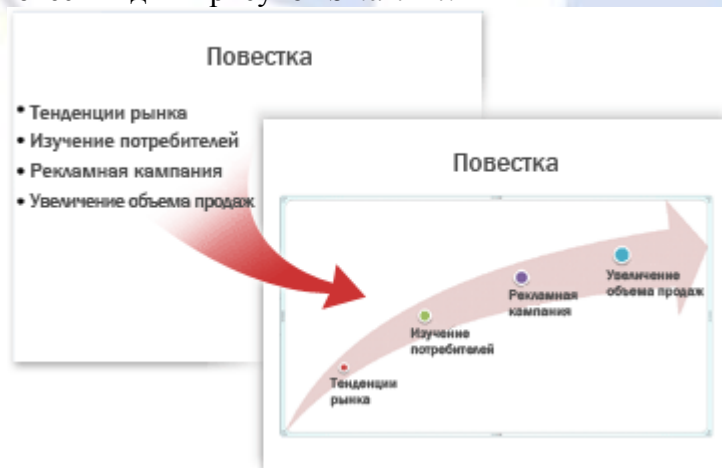 Повестка
• Тенденции рынка
• Изучение потребителей
• Рекламная кампания
• Увеличение объема продаж
Повестка
Увеличение
объема продаж
Рекламная
кампания
Изучение
потребителей
Тенденции
рынка